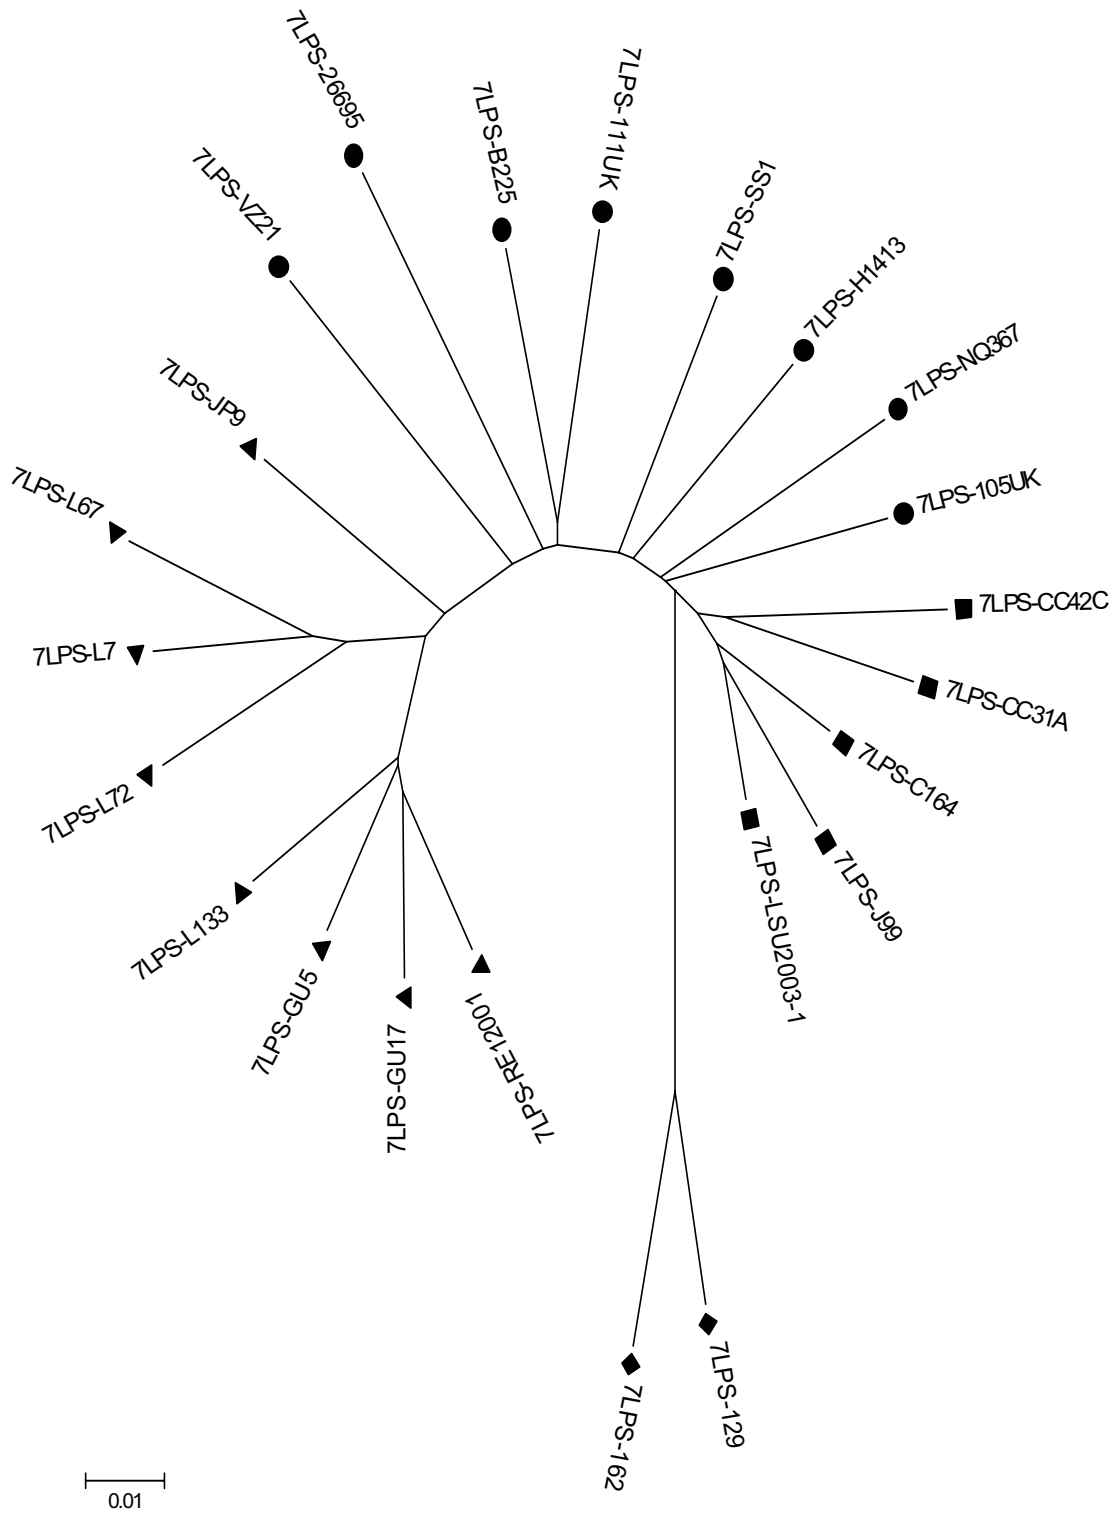 7LPS-26695
7LPS-B225
7LPS-111UK
7LPS-SS1
7LPS-VZ21
7LPS-H1413
7LPS-NQ367
7LPS-JP9
7LPS-L67
7LPS-105UK
7LPS-CC42C
7LPS-L7
7LPS-CC31A
7LPS-C164
7LPS-L72
7LPS-J99
7LPS-LSU2003-1
7LPS-L133
7LPS-GU5
7LPS-GU17
7LPS-RE12001
7LPS-129
7LPS-162
0.01